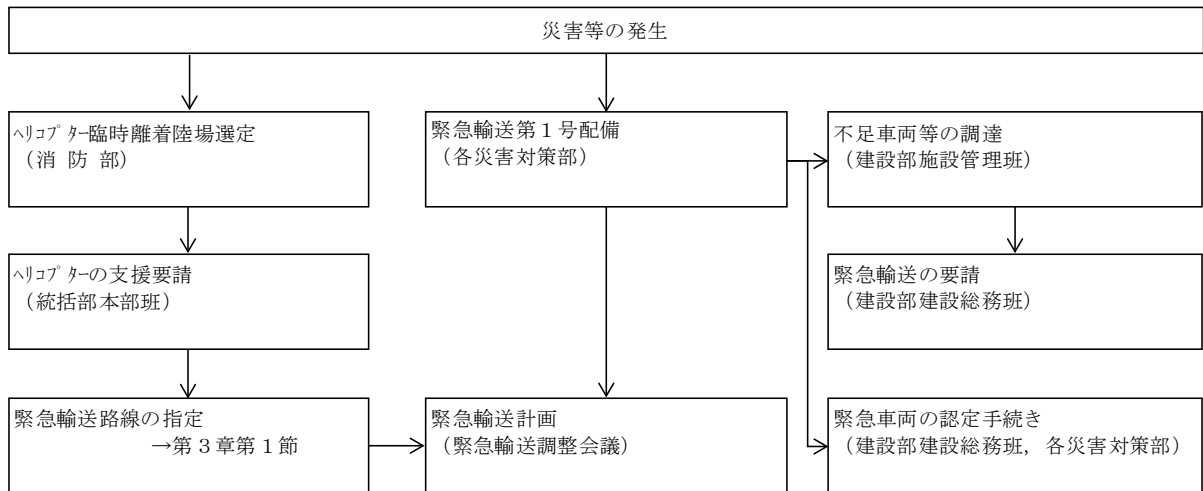 災害等の発生
ﾍﾘｺﾌﾟﾀｰ臨時離着陸場選定
（消 防 部）
緊急輸送第１号配備
（各災害対策部）
不足車両等の調達
（建設部施設管理班）
ﾍﾘｺﾌﾟﾀｰの支援要請
（統括部本部班）
緊急輸送の要請
（建設部建設総務班）
緊急輸送路線の指定
→第３章第１節
緊急輸送計画
（緊急輸送調整会議）
緊急車両の認定手続き
（建設部建設総務班，各災害対策部）